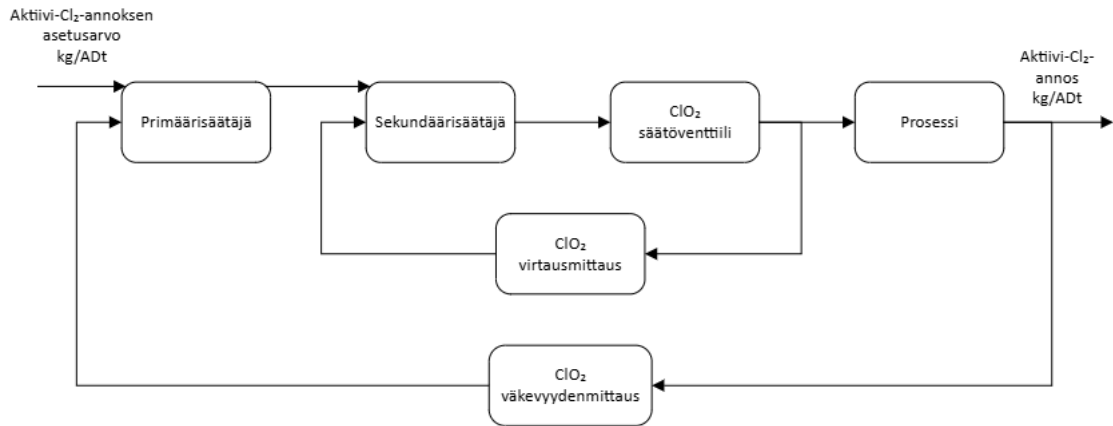 Aktiivi-Cl₂-annoksen
asetusarvo
kg/ADt
Primäärisäätäjä
Sekundäärisäätäjä
ClO₂
säätöventtiili
Prosessi
Aktiivi-Cl₂-
annos
kg/ADt
ClO₂
virtausmittaus
ClO₂
väkevyydenmittaus